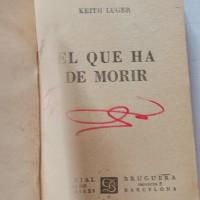 KEITH LUGER
EL QUE HA
DE MORIR
BRUGUERA
BARCELONA